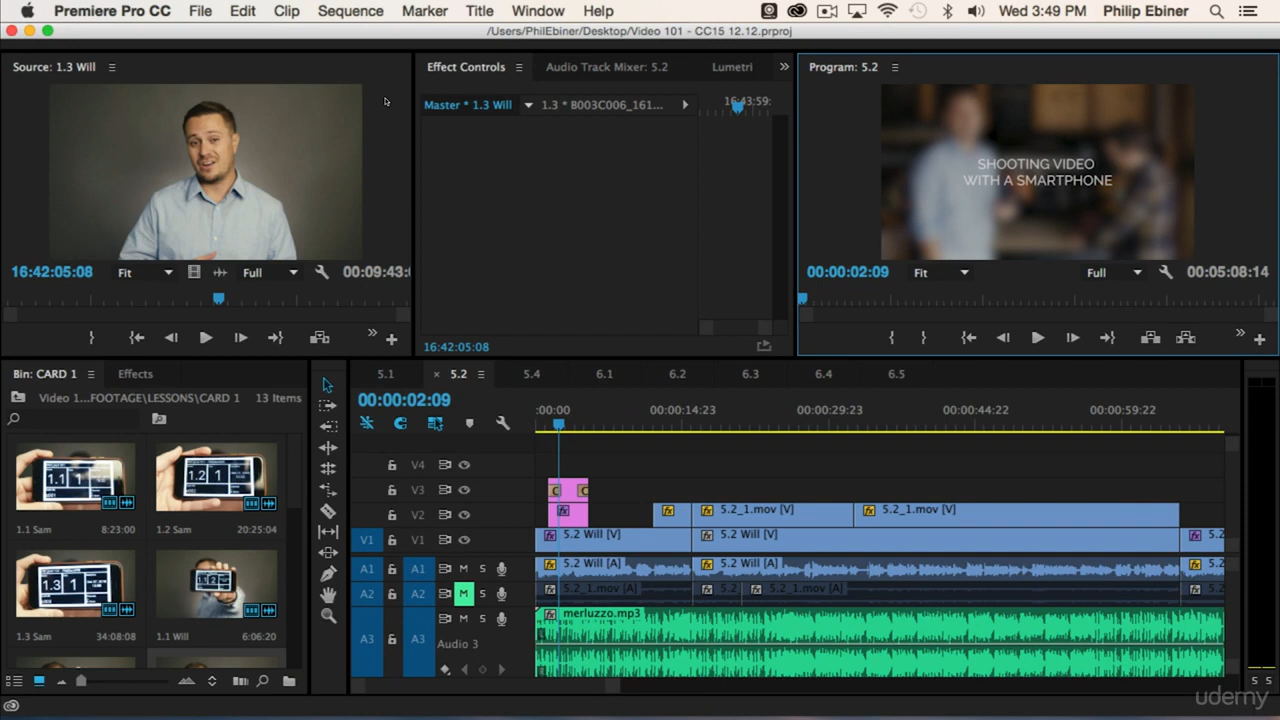 Premiere Pro CC File Edit Clip Sequence Marker Title Window Help Wed 3:49 PM Philip Ebiner
/Users/PhilEbiner/Desktop/Video 101 - CC15 12.12.prproj
Source: 1.3 Will
Effect Controls Audio Track Mixer: 5.2 Lumetri
Program: 5.2
Master * 1.3 Will 1.3 * B003C006_161... 16:43:59:
SHOOTING VIDEO
WITH A SMARTPHONE
16:42:05:08 Fit Full 00:09:43:
00:00:02:09 Fit Full 00:05:08:14
16:42:05:08
Bin: CARD 1 Effects
5.1 × 5.2 5.4 6.1 6.2 6.3 6.4 6.5
Video 1...FOOTAGE\LESSONS\CARD 1 13 Items
00:00:02:09
:00:00 00:00:14:23 00:00:29:23 00:00:44:22 00:00:59:22
V4
V3
V2 5.2_1.mov [V] 5.2_1.mov [V]
V1 V1 5.2 Will [V] 5.2 Will [V] 5.2
A1 A1 M S 5.2 Will [A] 5.2 Will [A] 5.2
A2 A2 M S 5.2_1.mov [A] 5.2 5.2_1.mov [A] 5.2
M S merluzzo.mp3
A3 A3 Audio 3
1.1 1
1.2 1
1.1 Sam 8:23:00
1.2 Sam 20:25:04
1.3 1
1.3 Sam 34:08:08
1.1 Will 6:06:20
5 5
udemy